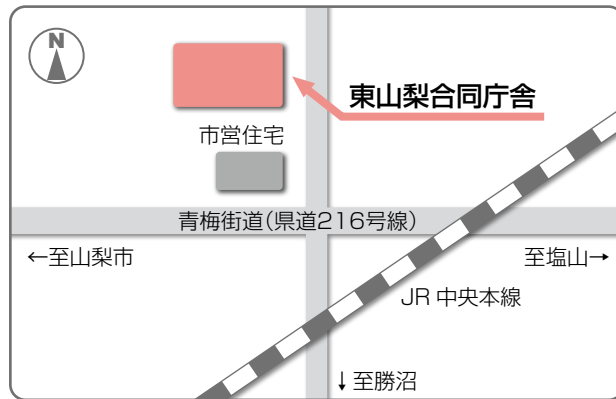 N
東山梨合同庁舎
市営住宅
青梅街道(県道216号線)
←至山梨市
至塩山→
JR 中央本線
↓至勝沼